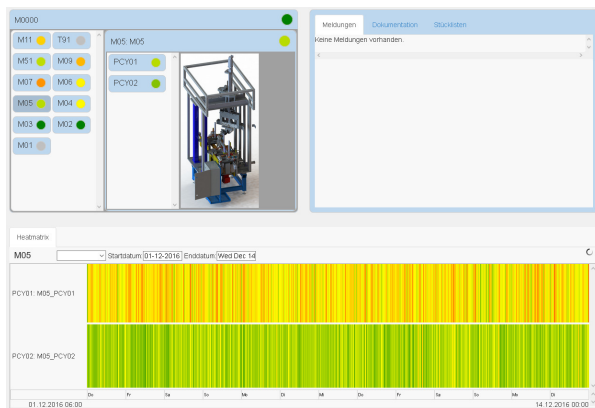 M0000
M11
T91
M51
M09
M07
M06
M05
M04
M03
M02
M01
M05: M05
PCY01
PCY02
Meldungen Dokumentation Stücklisten
Keine Meldungen vorhanden.
Heatmatrix
M05 Startdatum: 01-12-2016 Enddatum: Wed Dec 14
PCY01: M05_PCY01
PCY02: M05_PCY02
Do Fr Sa So Mo Di Mi Do Fr Sa So Mo Di
01.12.2016 06:00 14.12.2016 00:00